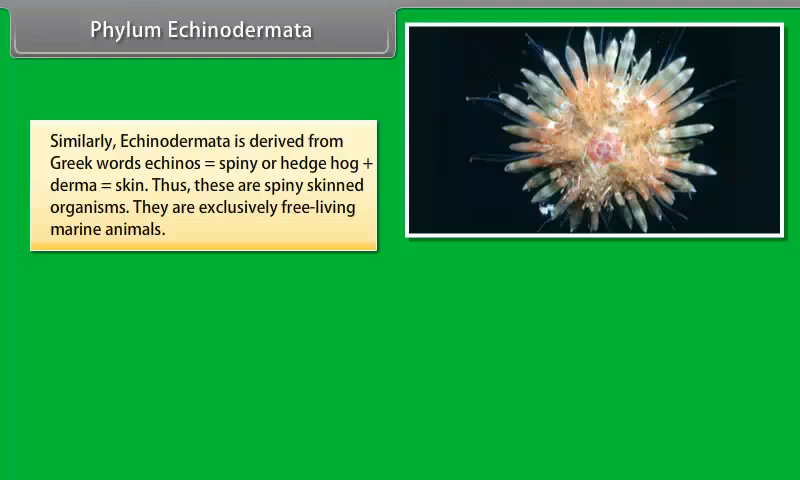 Phylum Echinodermata
Similarly, Echinodermata is derived from
Greek words echinos = spiny or hedge hog +
derma = skin. Thus, these are spiny skinned
organisms. They are exclusively free-living
marine animals.